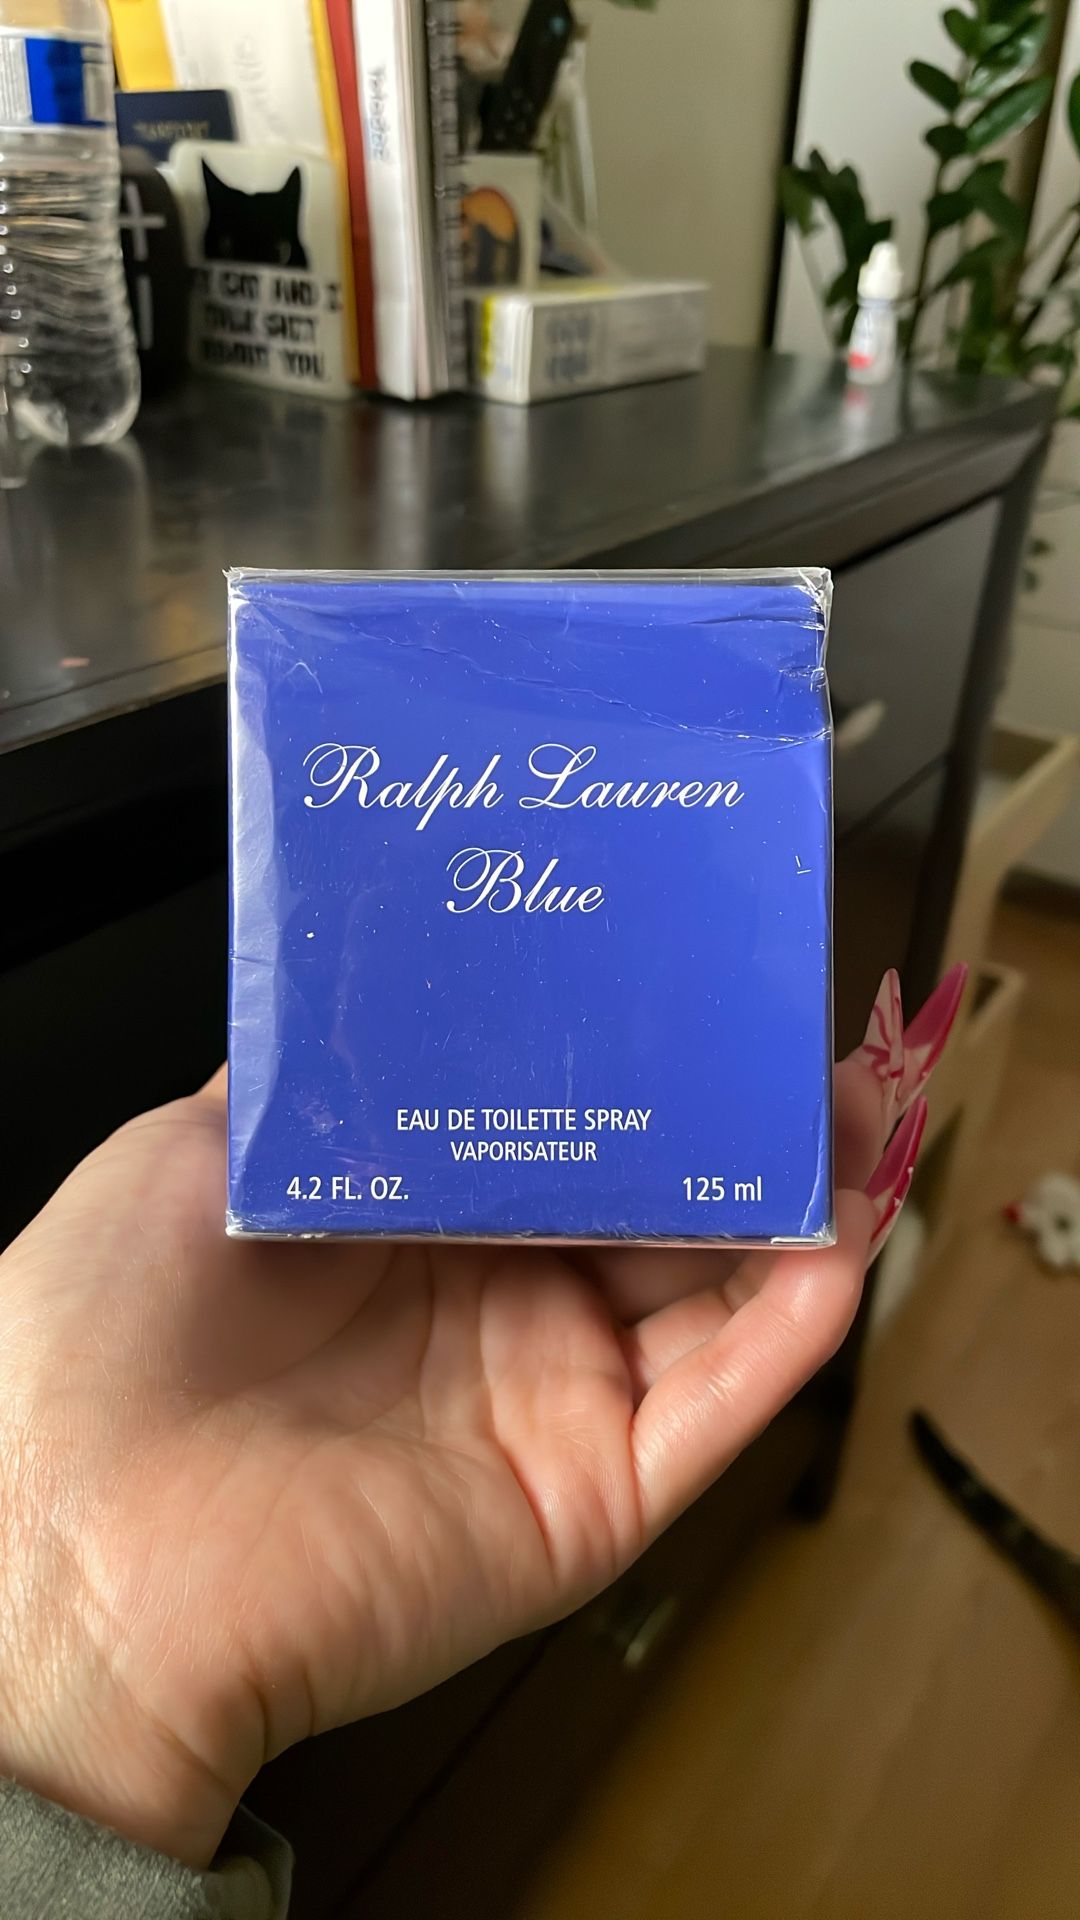 Ralph Lauren
Blue
EAU DE TOILETTE SPRAY
VAPORISATEUR
4.2 FL. OZ. 125 ml